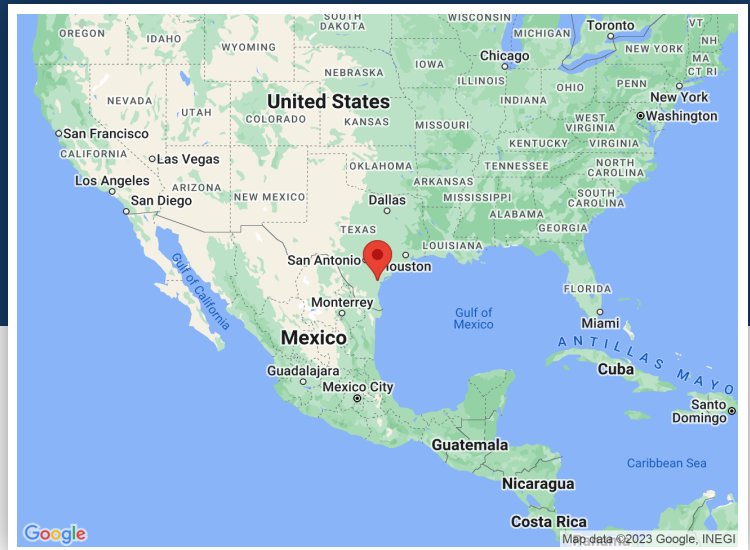 OREGON
IDAHO
WYOMING
SOUTH
DAKOTA
WISCONSIN
MICHIGAN
Toronto
VT
NH
NEW YORK
MA
CT RI
Chicago
IOWA
NEBRASKA
ILLINOIS
INDIANA
OHIO
PENN
New York
NEVADA
UTAH
United States
COLORADO
KANSAS
MISSOURI
WEST
VIRGINIA
Washington
San Francisco
CALIFORNIA
Las Vegas
KENTUCKY
VIRGINIA
OKLAHOMA
TENNESSEE
NORTH
CAROLINA
Los Angeles
ARIZONA
NEW MEXICO
ARKANSAS
MISSISSIPPI
SOUTH
CAROLINA
San Diego
Dallas
ALABAMA
GEORGIA
TEXAS
LOUISIANA
San Antonio
ouston
Gulf of California
FLORIDA
Monterrey
Gulf of
Mexico
Miami
Mexico
ANTILLAS MAYO
Cuba
Guadalajara
Mexico City
Santo
Domingo
Guatemala
Caribbean Sea
Nicaragua
Costa Rica
Google
Map data ©2023 Google, INEGI